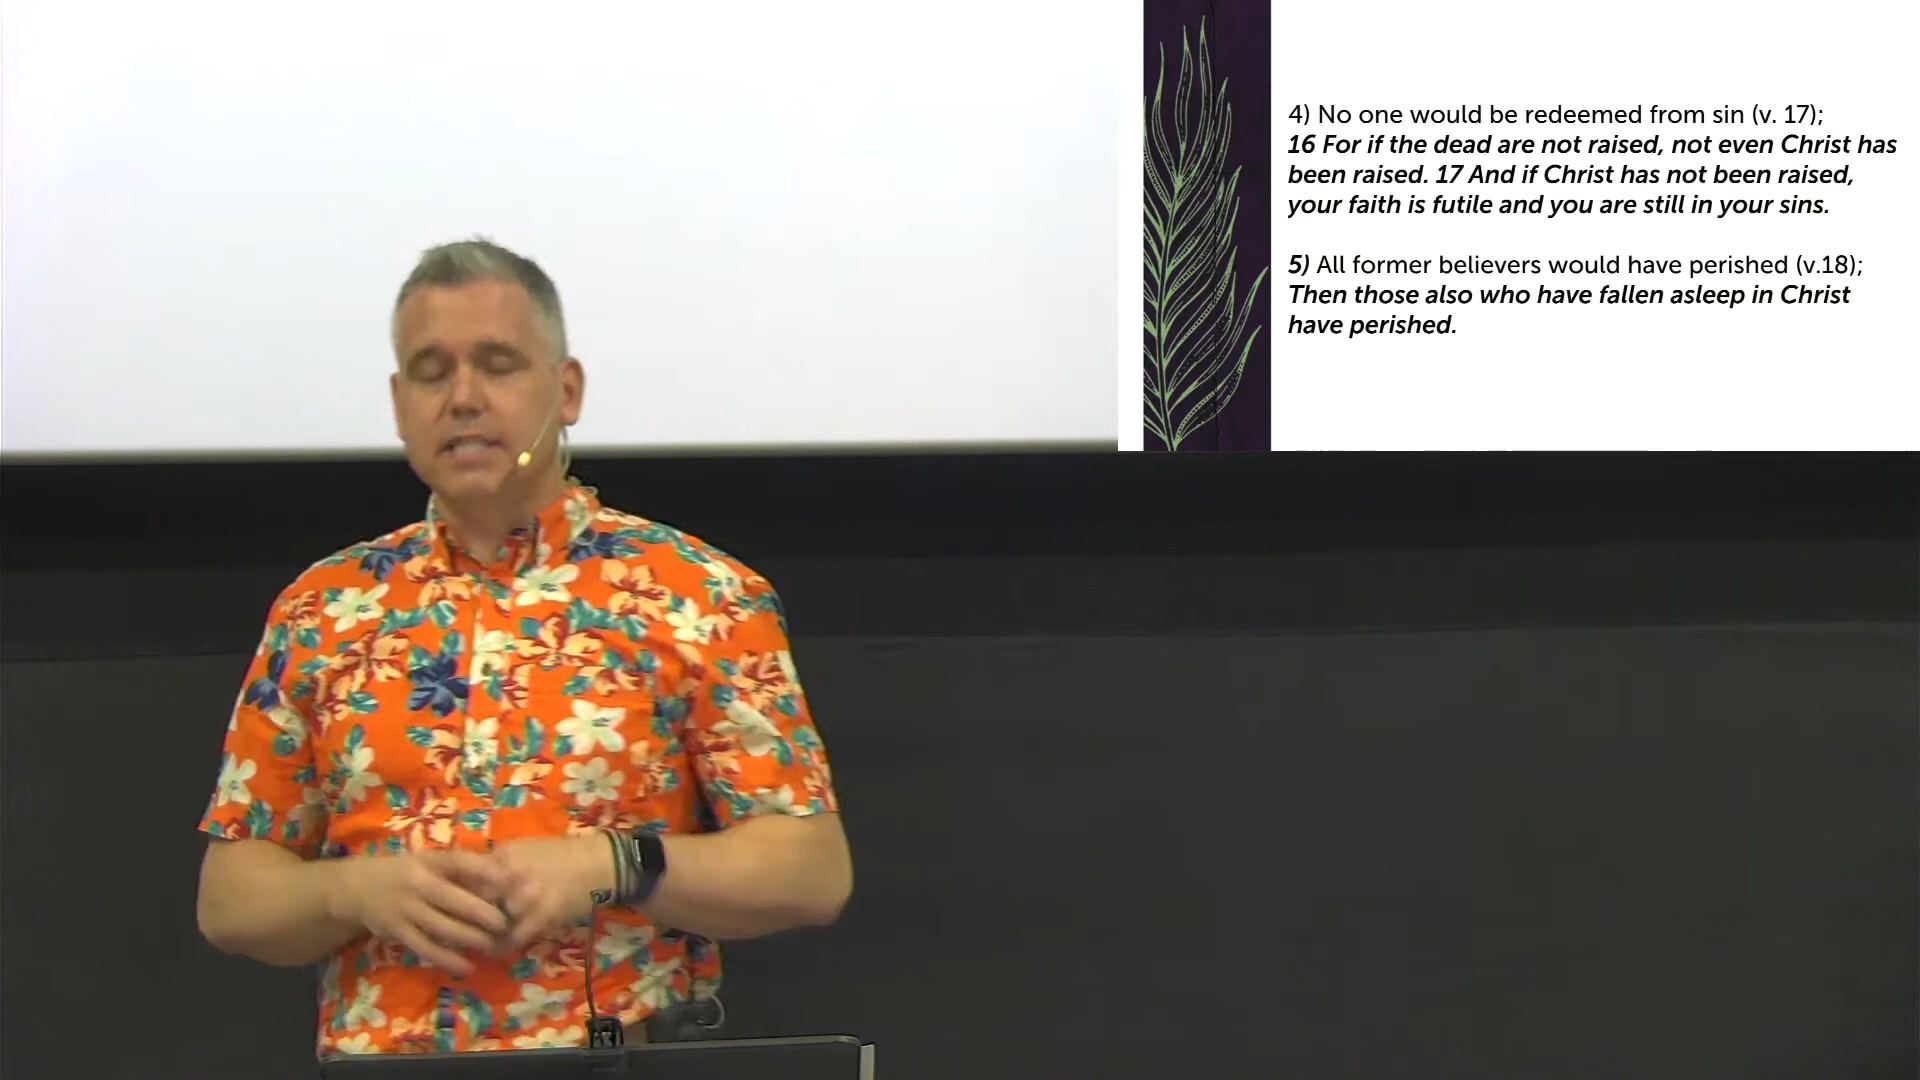 4) No one would be redeemed from sin (v. 17);
16 For if the dead are not raised, not even Christ has
been raised. 17 And if Christ has not been raised,
your faith is futile and you are still in your sins.
5) All former believers would have perished (v.18);
Then those also who have fallen asleep in Christ
have perished.